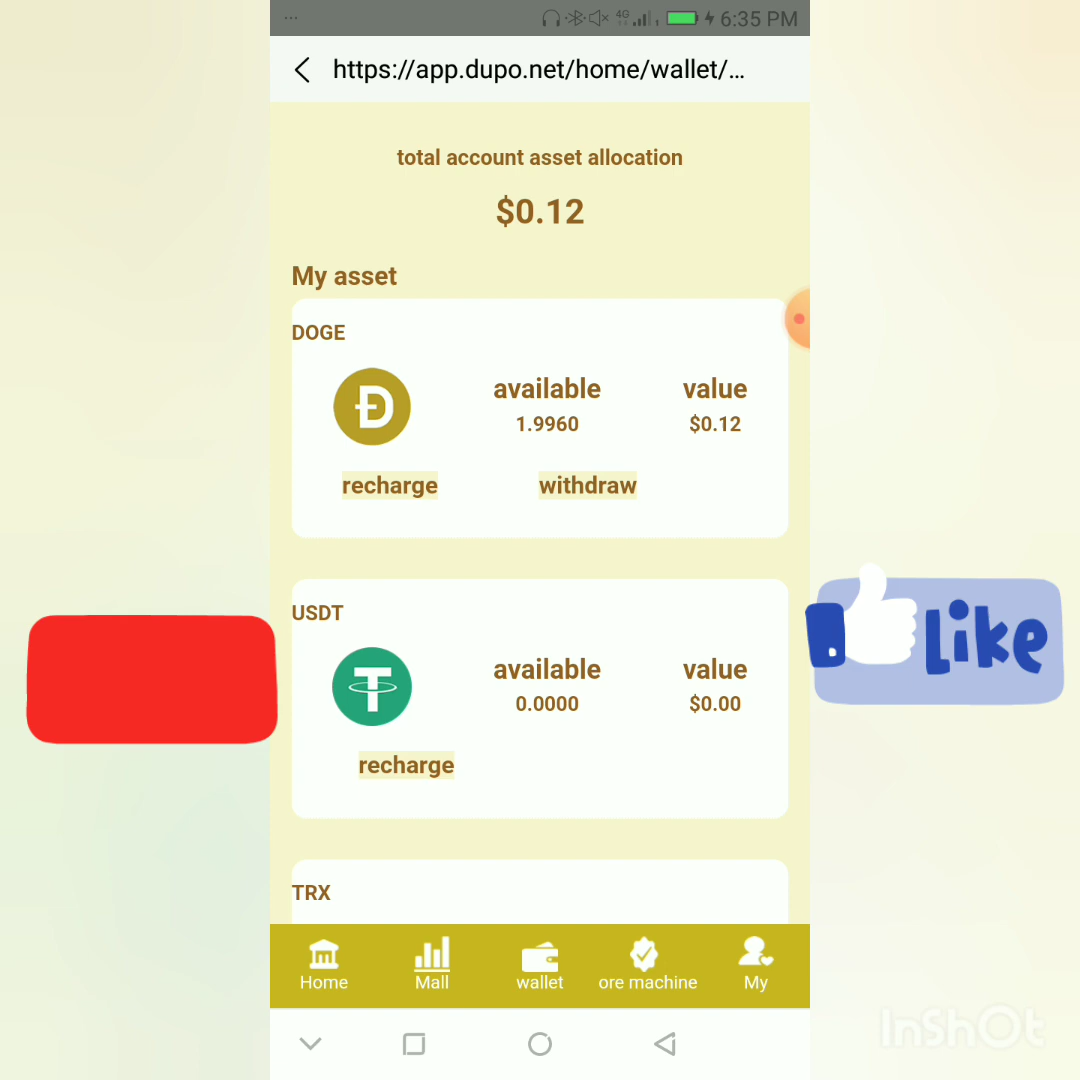 ... 4G 6:35 PM
https://app.dupo.net/home/wallet/...
total account asset allocation
$0.12
My asset
DOGE
available value
1.9960 $0.12
recharge withdraw
USDT
available value
0.0000 $0.00
recharge
Like
TRX
Home Mall wallet ore machine My
InShOt